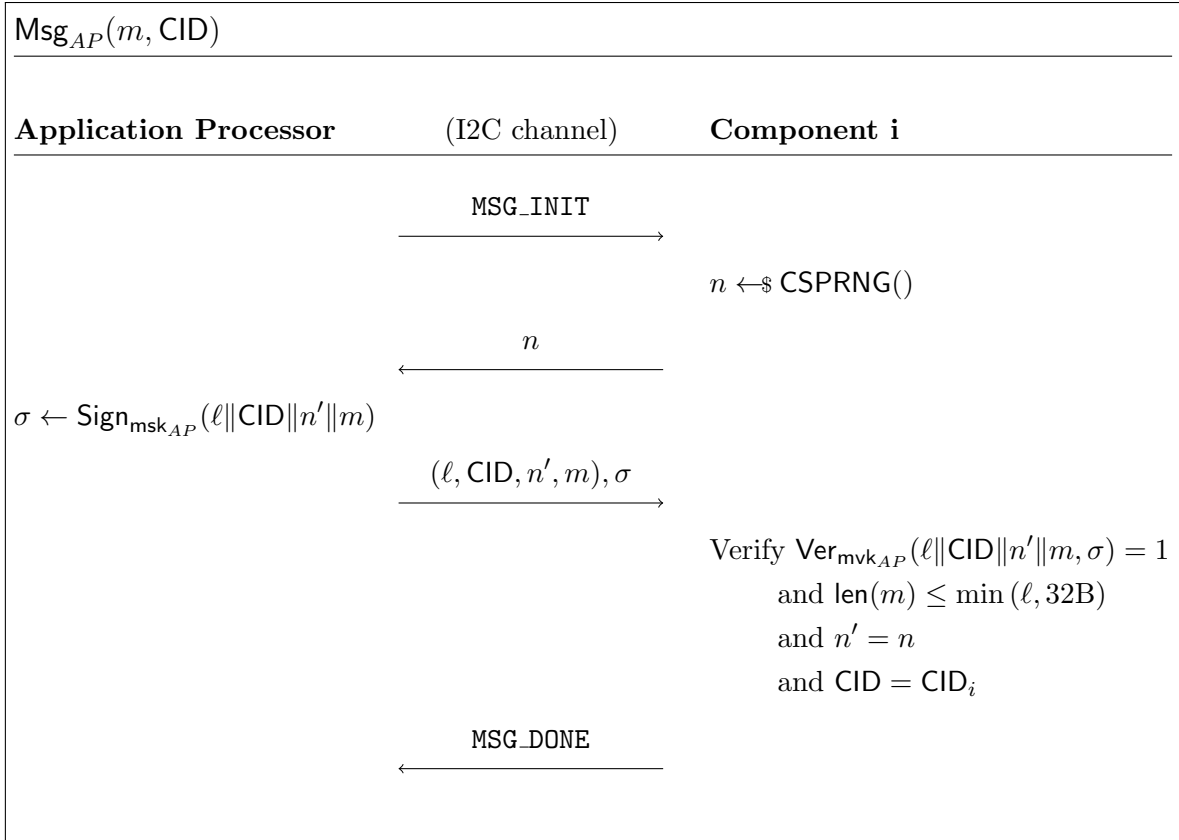 Msg_{AP}(m, CID)
Application Processor (I2C channel) Component i
MSG_INIT
n ←$ CSPRNG()
n
σ ← Sign_{msk_{AP}}(ℓ‖CID‖n′‖m)
(ℓ, CID, n′, m), σ
Verify Ver_{mvk_{AP}}(ℓ‖CID‖n′‖m, σ) = 1
and len(m) ≤ min (ℓ, 32B)
and n′ = n
and CID = CID_i
MSG_DONE